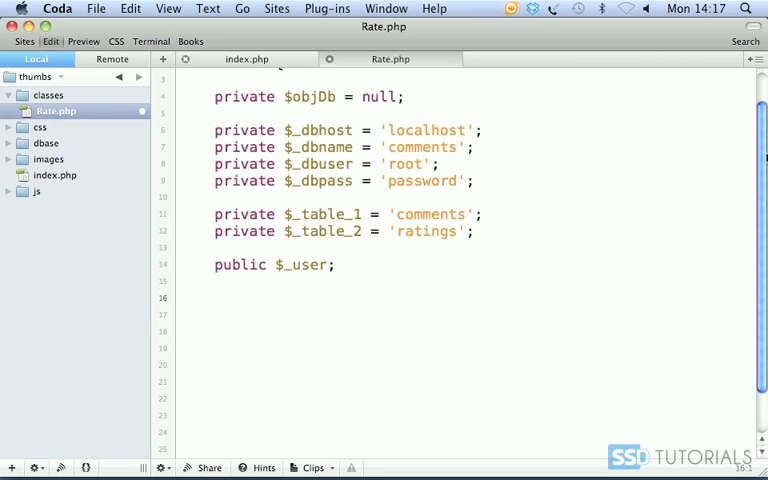 Coda File Edit View Text Go Sites Plug-ins Window Help Mon 14:17
Rate.php
Sites Edit Preview CSS Terminal Books Search
Local Remote index.php Rate.php
thumbs
classes
Rate.php
css
dbase
images
index.php
js
3
4 private $objDb = null;
5
6 private $_dbhost = 'localhost';
7 private $_dbname = 'comments';
8 private $_dbuser = 'root';
9 private $_dbpass = 'password';
10
11 private $_table_1 = 'comments';
12 private $_table_2 = 'ratings';
13
14 public $_user;
15
16
17
18
19
20
21
22
23
24
25
Share Hints Clips 16:1
SSDTUTORIALS